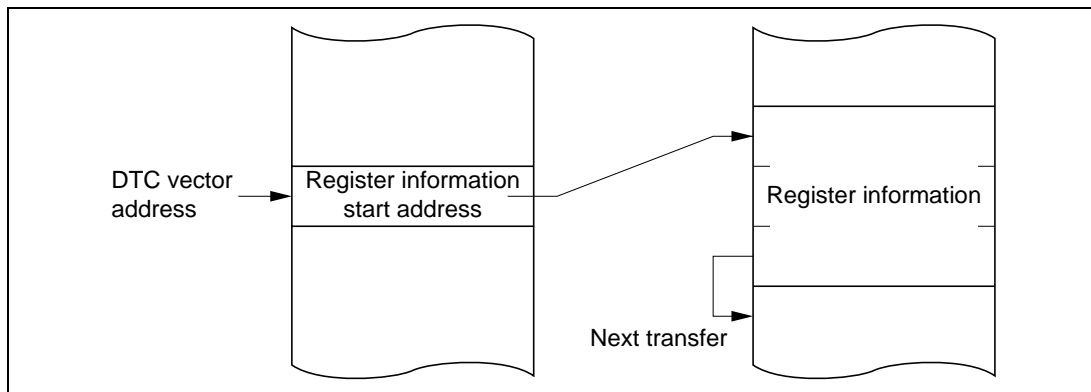 DTC vector
address
Register information
start address
Register information
Next transfer